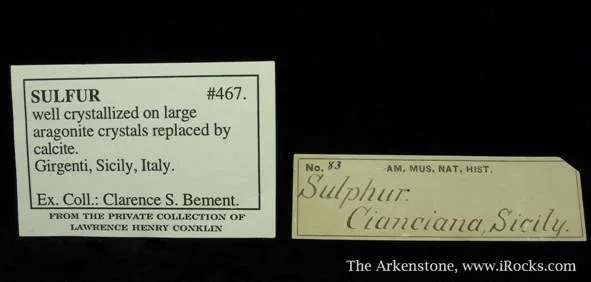 SULFUR #467.
well crystallized on large
aragonite crystals replaced by
calcite.
Girgenti, Sicily, Italy.
Ex. Coll.: Clarence S. Bement.
FROM THE PRIVATE COLLECTION OF
LAWRENCE HENRY CONKLIN
No. 83 AM. MUS. NAT. HIST.
Sulphur.
Cianciana, Sicily.
The Arkenstone, www.iRocks.com